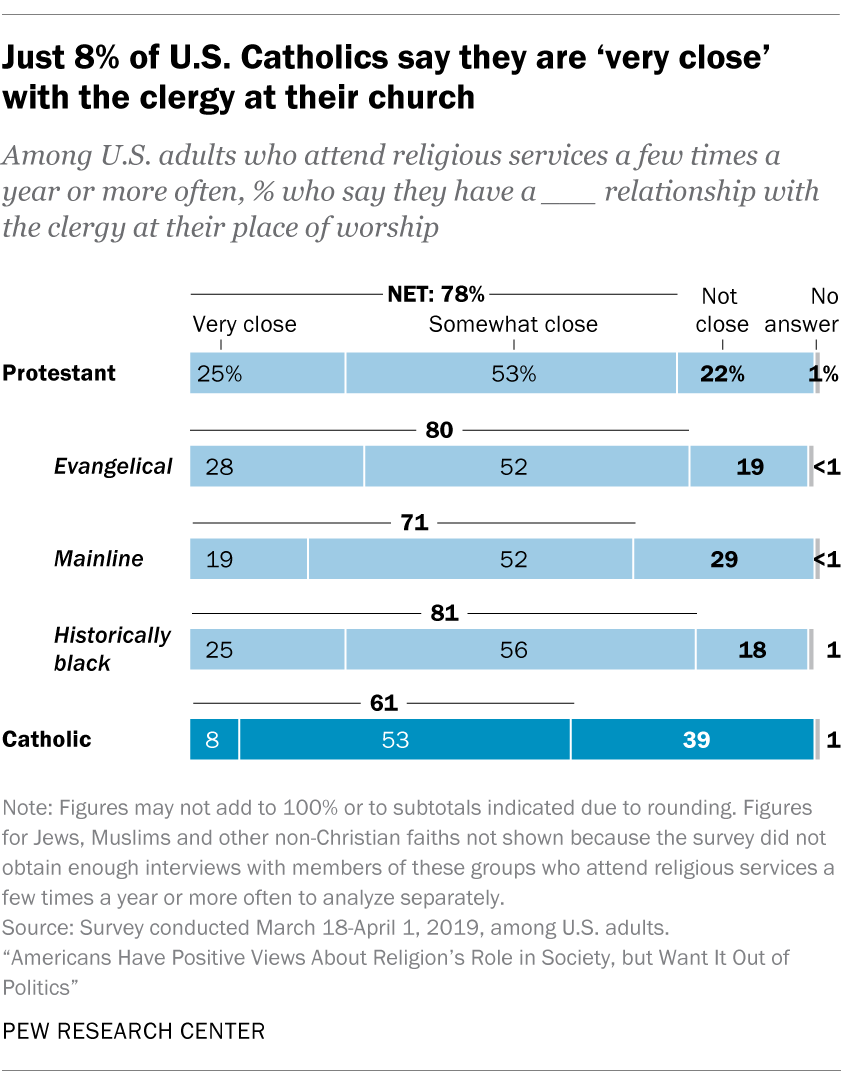 Just 8% of U.S. Catholics say they are ‘very close’
with the clergy at their church
Among U.S. adults who attend religious services a few times a
year or more often, % who say they have a ___ relationship with
the clergy at their place of worship
NET: 78%
Not No
Very close Somewhat close close answer
Protestant 25% 53% 22% 1%
80
Evangelical 28 52 19 <1
71
Mainline 19 52 29 <1
81
Historically
black 25 56 18 1
61
Catholic 8 53 39 1
Note: Figures may not add to 100% or to subtotals indicated due to rounding. Figures
for Jews, Muslims and other non-Christian faiths not shown because the survey did not
obtain enough interviews with members of these groups who attend religious services a
few times a year or more often to analyze separately.
Source: Survey conducted March 18-April 1, 2019, among U.S. adults.
“Americans Have Positive Views About Religion’s Role in Society, but Want It Out of
Politics”
PEW RESEARCH CENTER